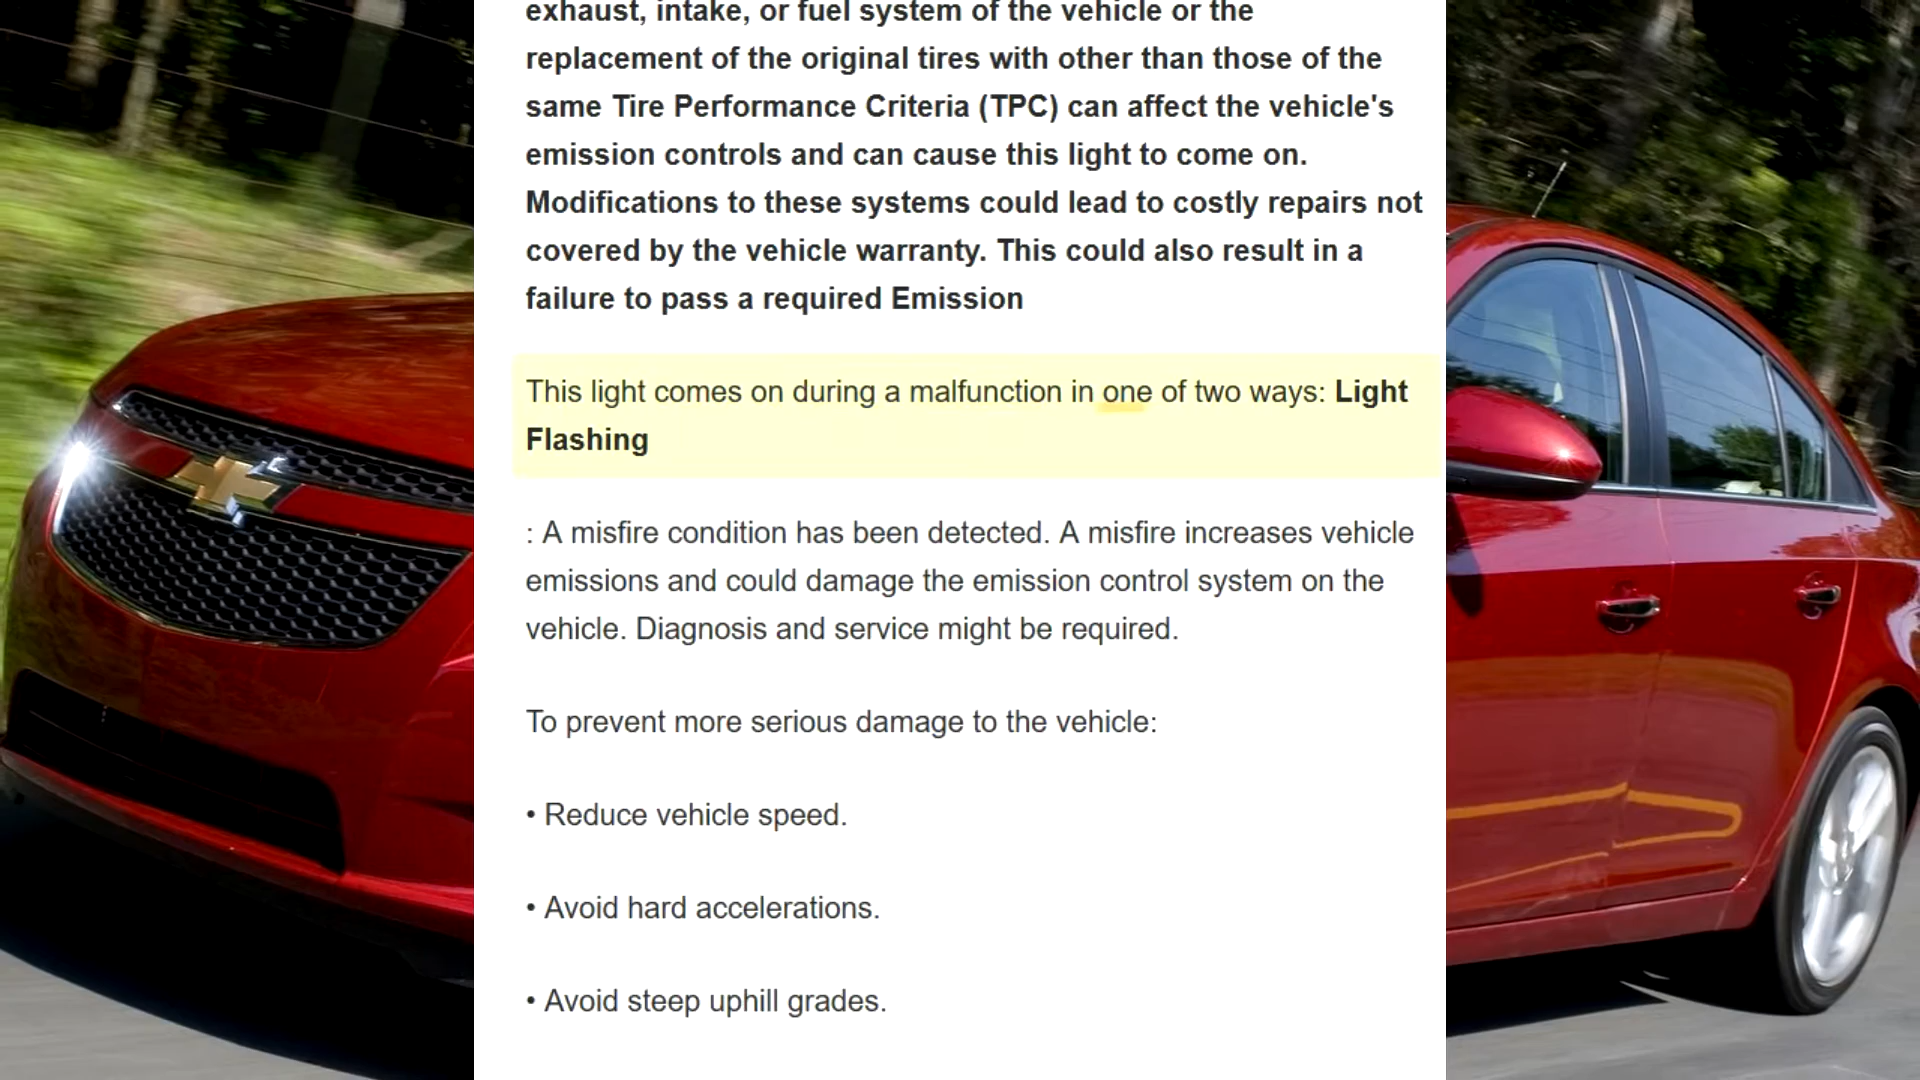 exhaust, intake, or fuel system of the vehicle or the
replacement of the original tires with other than those of the
same Tire Performance Criteria (TPC) can affect the vehicle's
emission controls and can cause this light to come on.
Modifications to these systems could lead to costly repairs not
covered by the vehicle warranty. This could also result in a
failure to pass a required Emission
This light comes on during a malfunction in one of two ways: Light
Flashing
: A misfire condition has been detected. A misfire increases vehicle
emissions and could damage the emission control system on the
vehicle. Diagnosis and service might be required.
To prevent more serious damage to the vehicle:
• Reduce vehicle speed.
• Avoid hard accelerations.
• Avoid steep uphill grades.